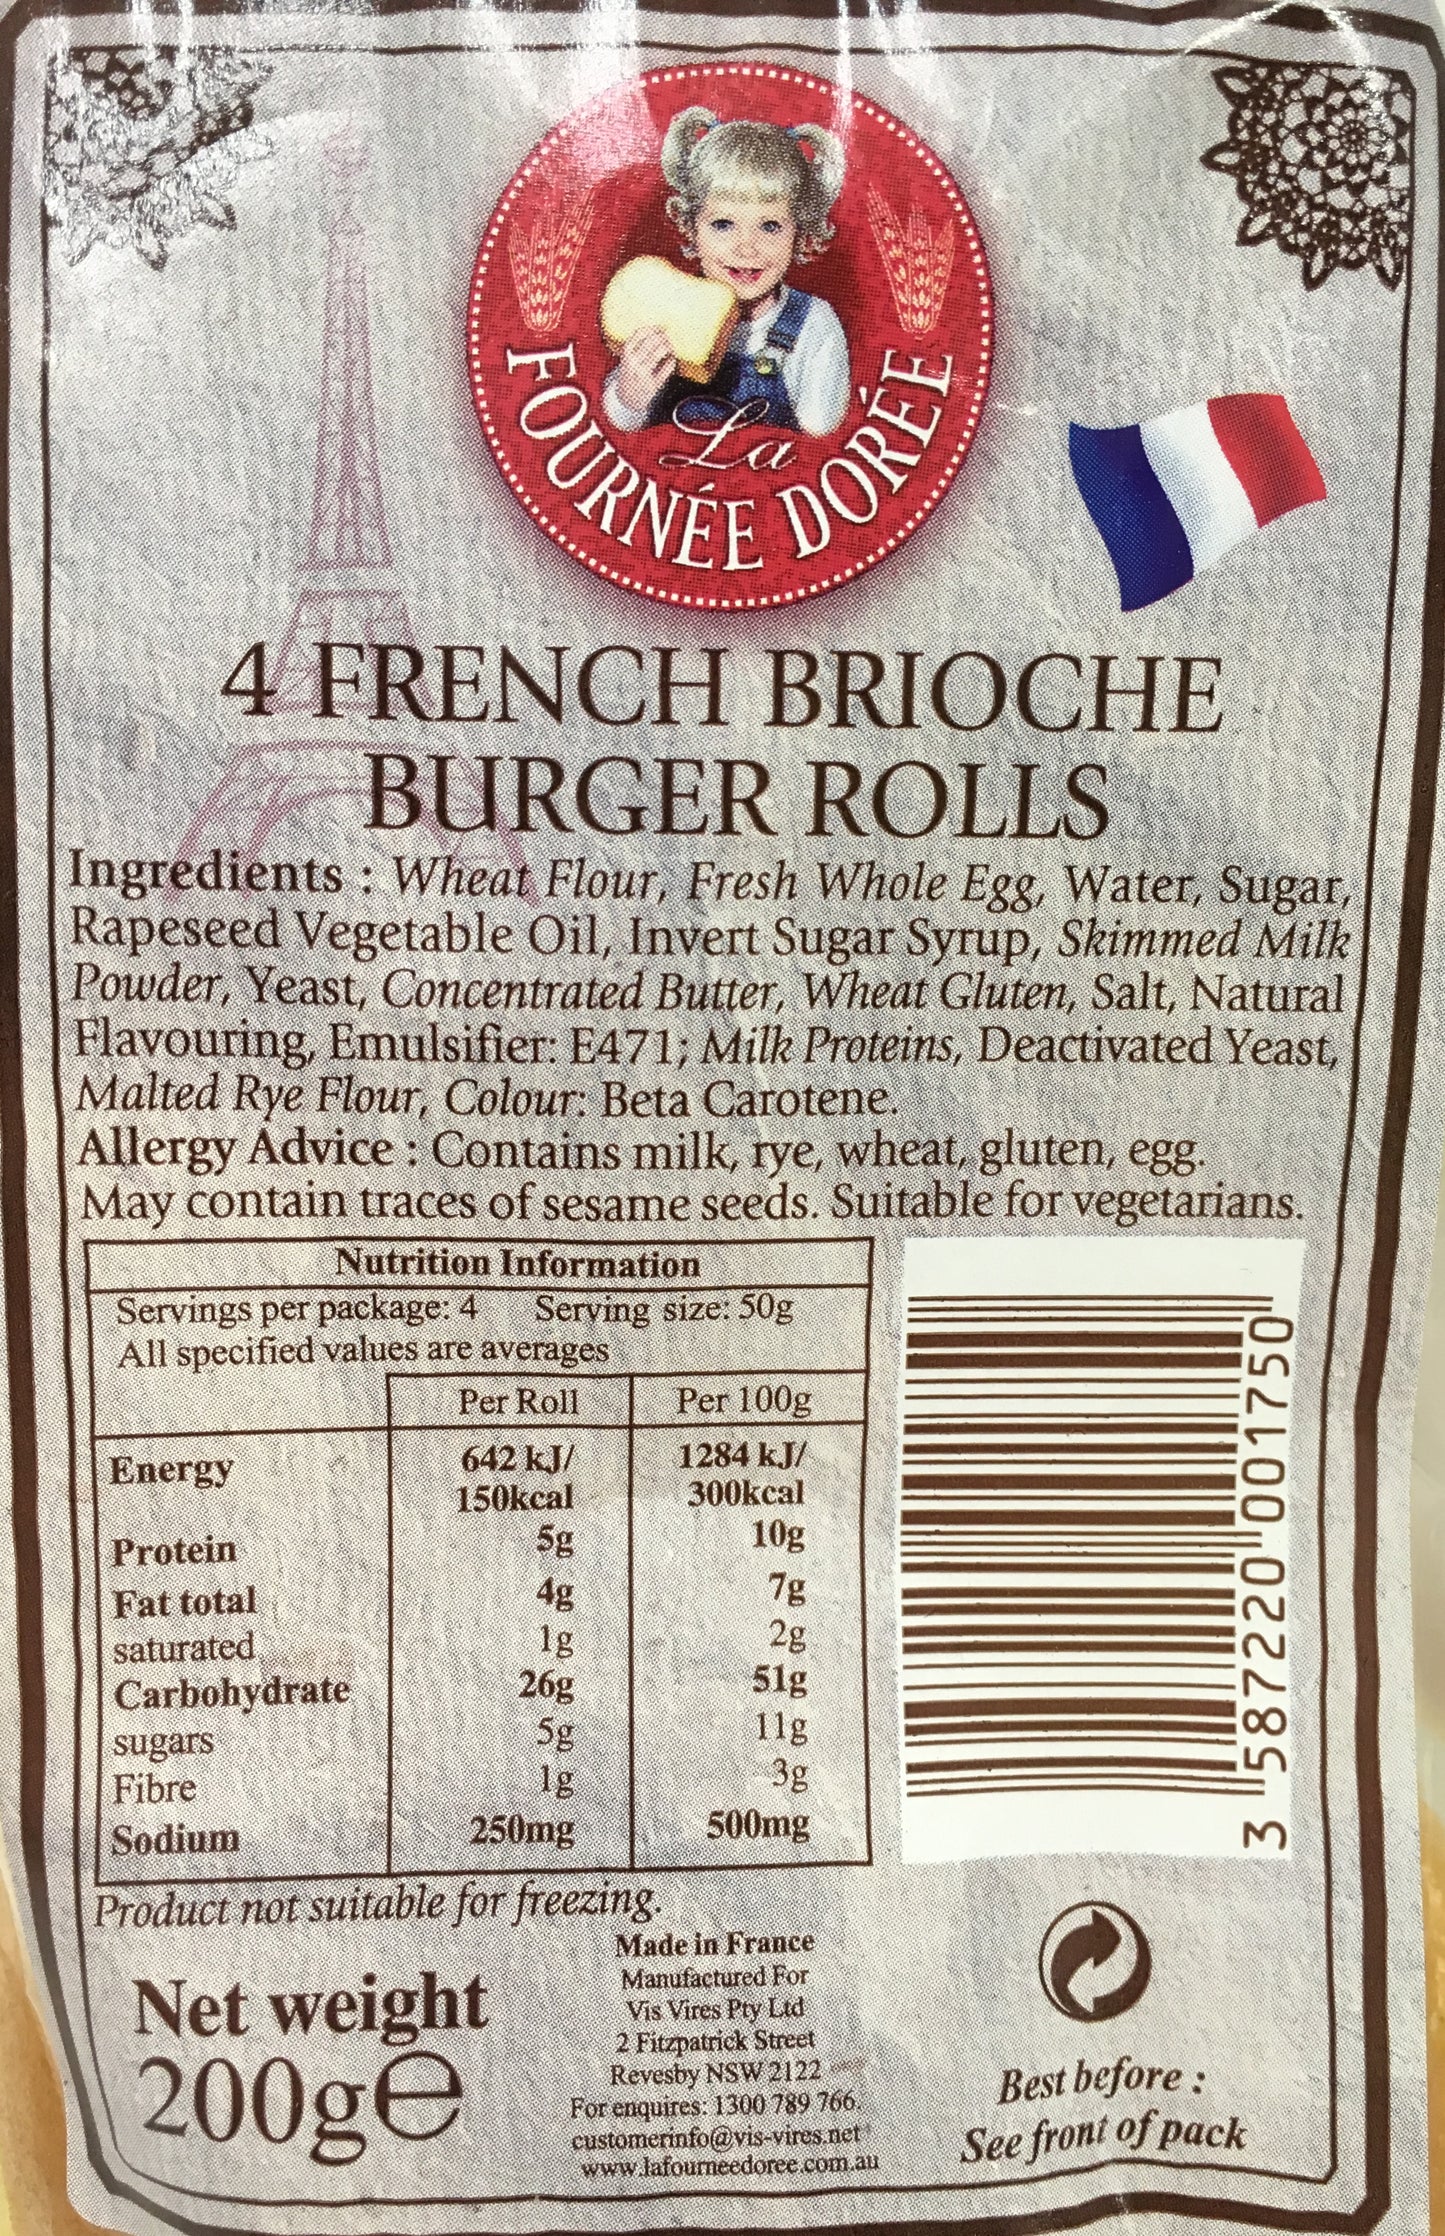 La
FOURNÉE DORÉE
4 FRENCH BRIOCHE
BURGER ROLLS
Ingredients : Wheat Flour, Fresh Whole Egg, Water, Sugar,
Rapeseed Vegetable Oil, Invert Sugar Syrup, Skimmed Milk
Powder, Yeast, Concentrated Butter, Wheat Gluten, Salt, Natural
Flavouring, Emulsifier: E471; Milk Proteins, Deactivated Yeast,
Malted Rye Flour, Colour: Beta Carotene.
Allergy Advice : Contains milk, rye, wheat, gluten, egg.
May contain traces of sesame seeds. Suitable for vegetarians.
Nutrition Information
Servings per package: 4 Serving size: 50g
All specified values are averages
Per Roll Per 100g
Energy 642 kJ/ 1284 kJ/
150kcal 300kcal
Protein 5g 10g
Fat total 4g 7g
saturated 1g 2g
Carbohydrate 26g 51g
sugars 5g 11g
Fibre 1g 3g
Sodium 250mg 500mg
3 587220 001750
Product not suitable for freezing.
Net weight
200g℮
Made in France
Manufactured For
Vis Vires Pty Ltd
2 Fitzpatrick Street
Revesby NSW 2122
For enquires: 1300 789 766.
customerinfo@vis-vires.net
www.lafourneedoree.com.au
Best before :
See front of pack